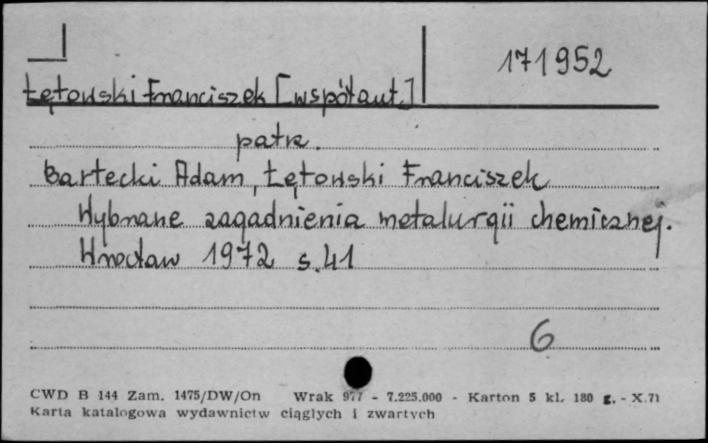 171952
Łętowski Franciszek [współaut.]
patrz.
Bartecki Adam, Łętowski Franciszek
Wybrane zagadnienia metalurgii chemicznej.
Wrocław 1972 s.41
6
CWD B 144 Zam. 1475/DW/On Wrak 977 - 7.225.000 - Karton 5 kl. 180 g. - X.71
Karta katalogowa wydawnictw ciągłych i zwartych